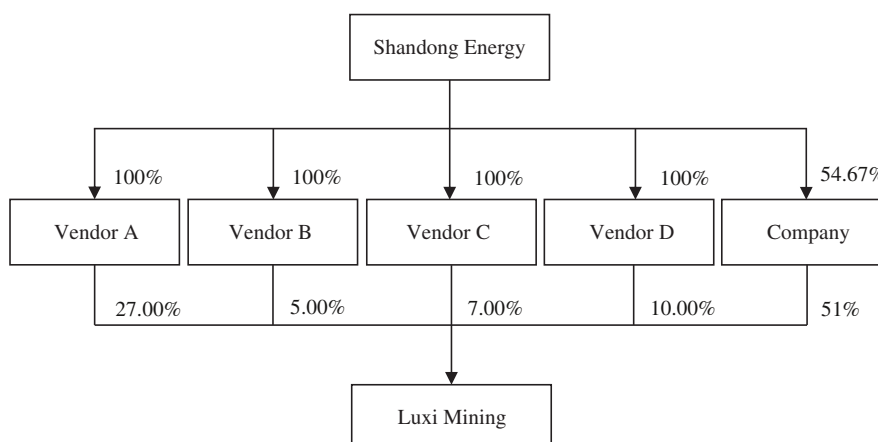 Shandong Energy
100%
100%
100%
100%
54.67%
Vendor A
Vendor B
Vendor C
Vendor D
Company
27.00%
5.00%
7.00%
10.00%
51%
Luxi Mining